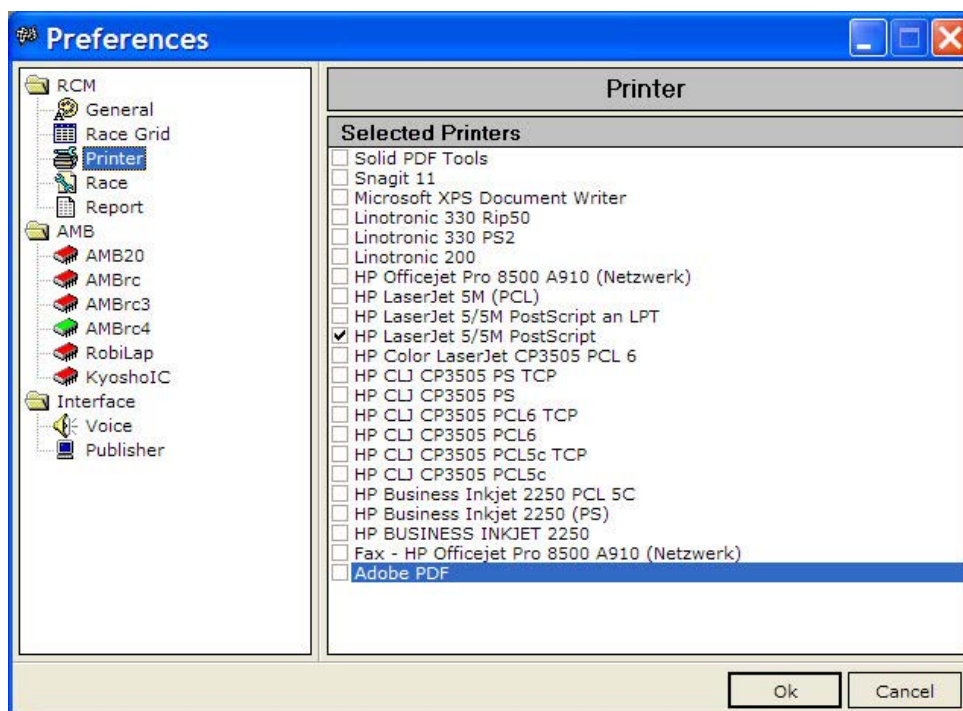 Preferences
RCM
General
Race Grid
Printer
Race
Report
AMB
AMB20
AMBrc
AMBrc3
AMBrc4
RobiLap
KyoshoIC
Interface
Voice
Publisher
Printer
Selected Printers
Solid PDF Tools
Snagit 11
Microsoft XPS Document Writer
Linotronic 330 Rip50
Linotronic 330 PS2
Linotronic 200
HP Officejet Pro 8500 A910 (Netzwerk)
HP LaserJet 5M (PCL)
HP LaserJet 5/5M PostScript an LPT
HP LaserJet 5/5M PostScript
HP Color LaserJet CP3505 PCL 6
HP CLJ CP3505 PS TCP
HP CLJ CP3505 PS
HP CLJ CP3505 PCL6 TCP
HP CLJ CP3505 PCL6
HP CLJ CP3505 PCL5c TCP
HP CLJ CP3505 PCL5c
HP Business Inkjet 2250 PCL 5C
HP Business Inkjet 2250 (PS)
HP BUSINESS INKJET 2250
Fax - HP Officejet Pro 8500 A910 (Netzwerk)
Adobe PDF
Ok
Cancel